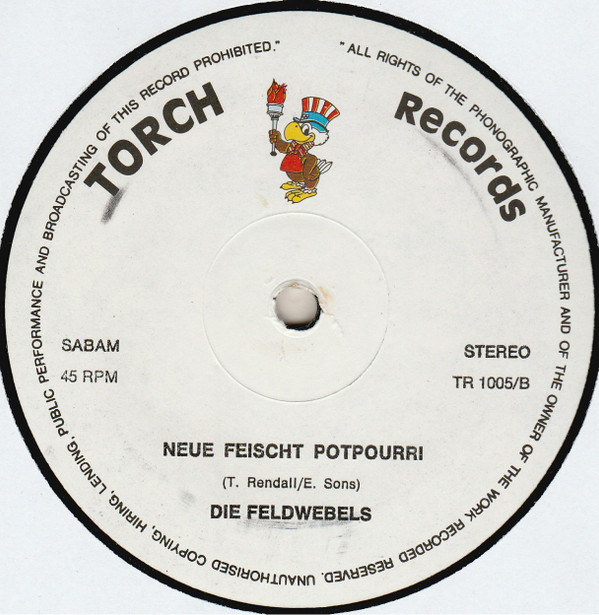 "ALL RIGHTS OF THE PHONOGRAPHIC MANUFACTURER AND OF THE OWNER OF THE WORK RECORDED RESERVED. UNAUTHORISED COPYING, HIRING, LENDING, PUBLIC PERFORMANCE AND BROADCASTING OF THIS RECORD PROHIBITED."
TORCH Records
SABAM
45 RPM
STEREO
TR 1005/B
NEUE FEISCHT POTPOURRI
(T. Rendall/E. Sons)
DIE FELDWEBELS